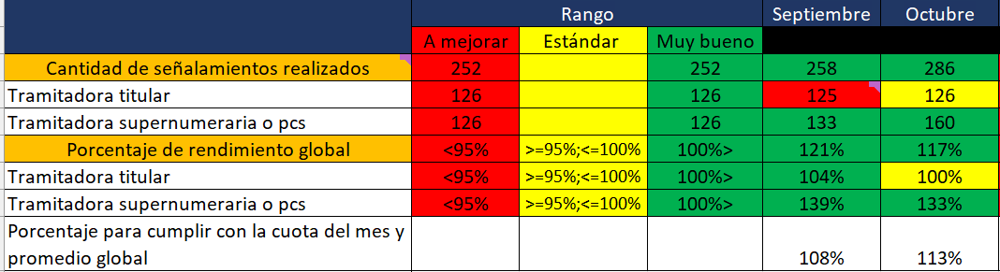 Rango Septiembre Octubre
A mejorar Estándar Muy bueno
Cantidad de señalamientos realizados 252 252 258 286
Tramitadora titular 126 126 125 126
Tramitadora supernumeraria o pcs 126 126 133 160
Porcentaje de rendimiento global <95% >=95%;<=100% 100%> 121% 117%
Tramitadora titular <95% >=95%;<=100% 100%> 104% 100%
Tramitadora supernumeraria o pcs <95% >=95%;<=100% 100%> 139% 133%
Porcentaje para cumplir con la cuota del mes y
promedio global 108% 113%